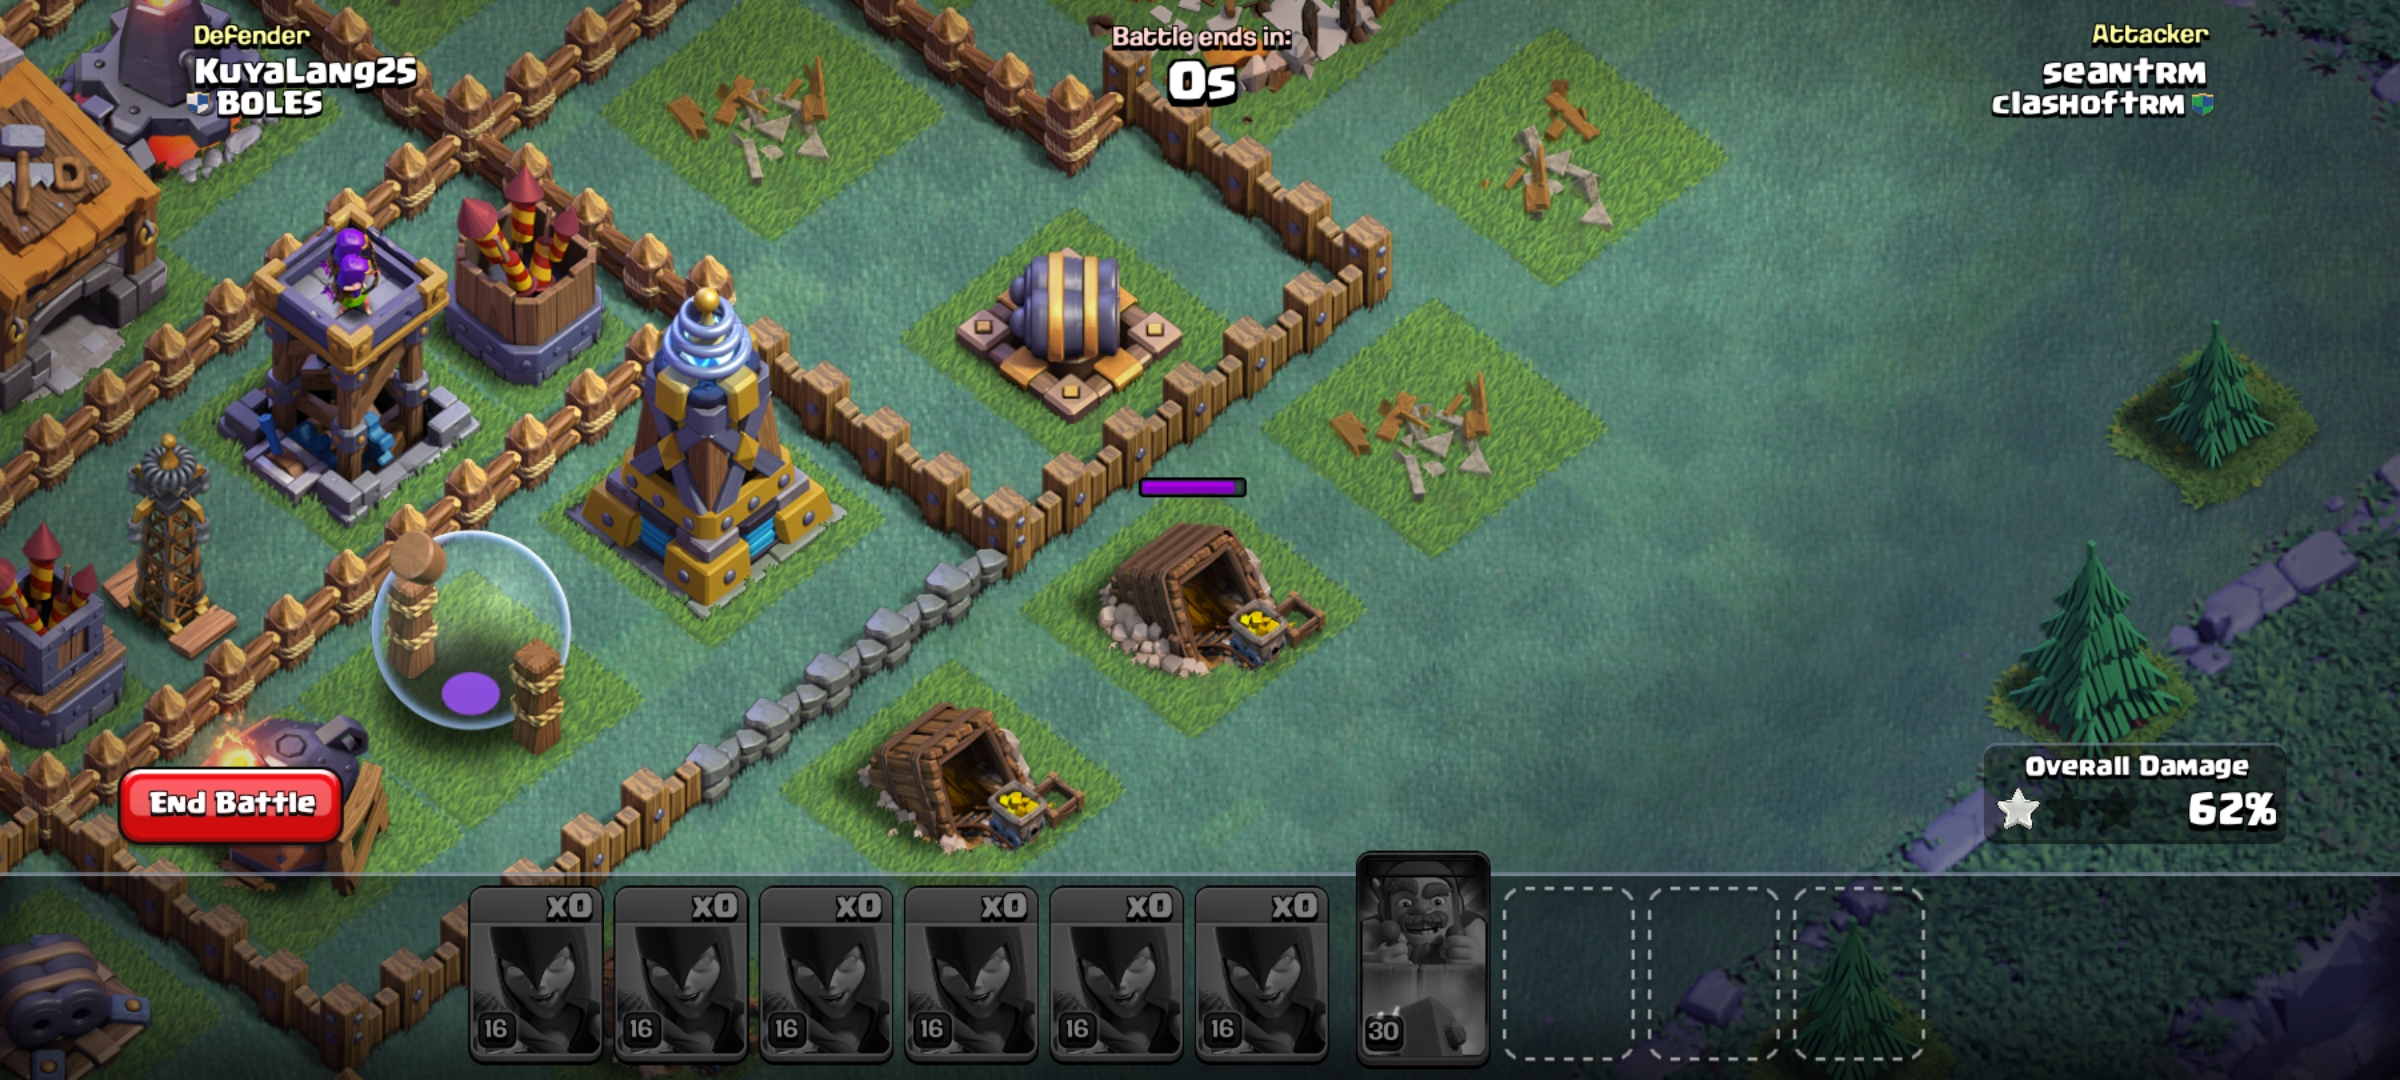 Defender
KuyaLang25
BOLES
Battle ends in:
0s
Attacker
seantRM
clashoftRM
End Battle
Overall Damage
62%
x0 x0 x0 x0 x0 x0
16 16 16 16 16 16 30